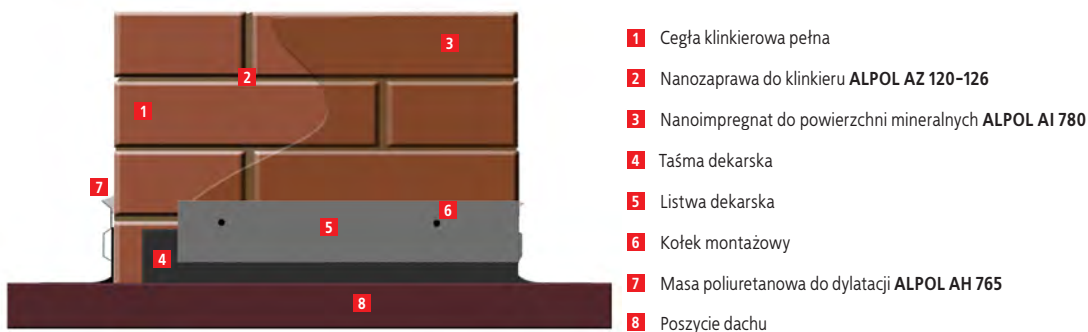 1 Cegła klinkierowa pełna
2 Nanozaprawa do klinkieru ALPOL AZ 120–126
3 Nanoimpregnat do powierzchni mineralnych ALPOL AI 780
4 Taśma dekarska
5 Listwa dekarska
6 Kołek montażowy
7 Masa poliuretanowa do dylatacji ALPOL AH 765
8 Poszycie dachu
3
2
1
7
6
5
4
8